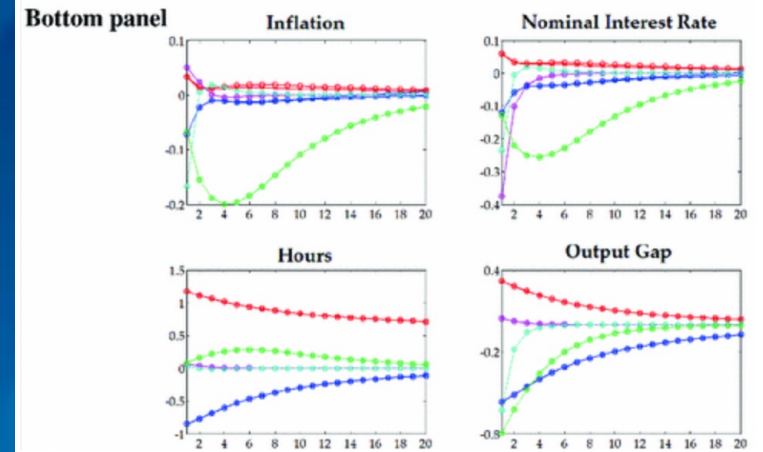 Bottom panel
Inflation
Nominal Interest Rate
0.1
0
-0.1
-0.2
2 4 6 8 10 12 14 16 18 20
0.1
0
-0.1
-0.2
-0.3
-0.4
2 4 6 8 10 12 14 16 18 20
Hours
Output Gap
1.5
1
0.5
0
-0.5
-1
2 4 6 8 10 12 14 16 18 20
0.4
-0.2
2 4 6 8 10 12 14 16 18 20